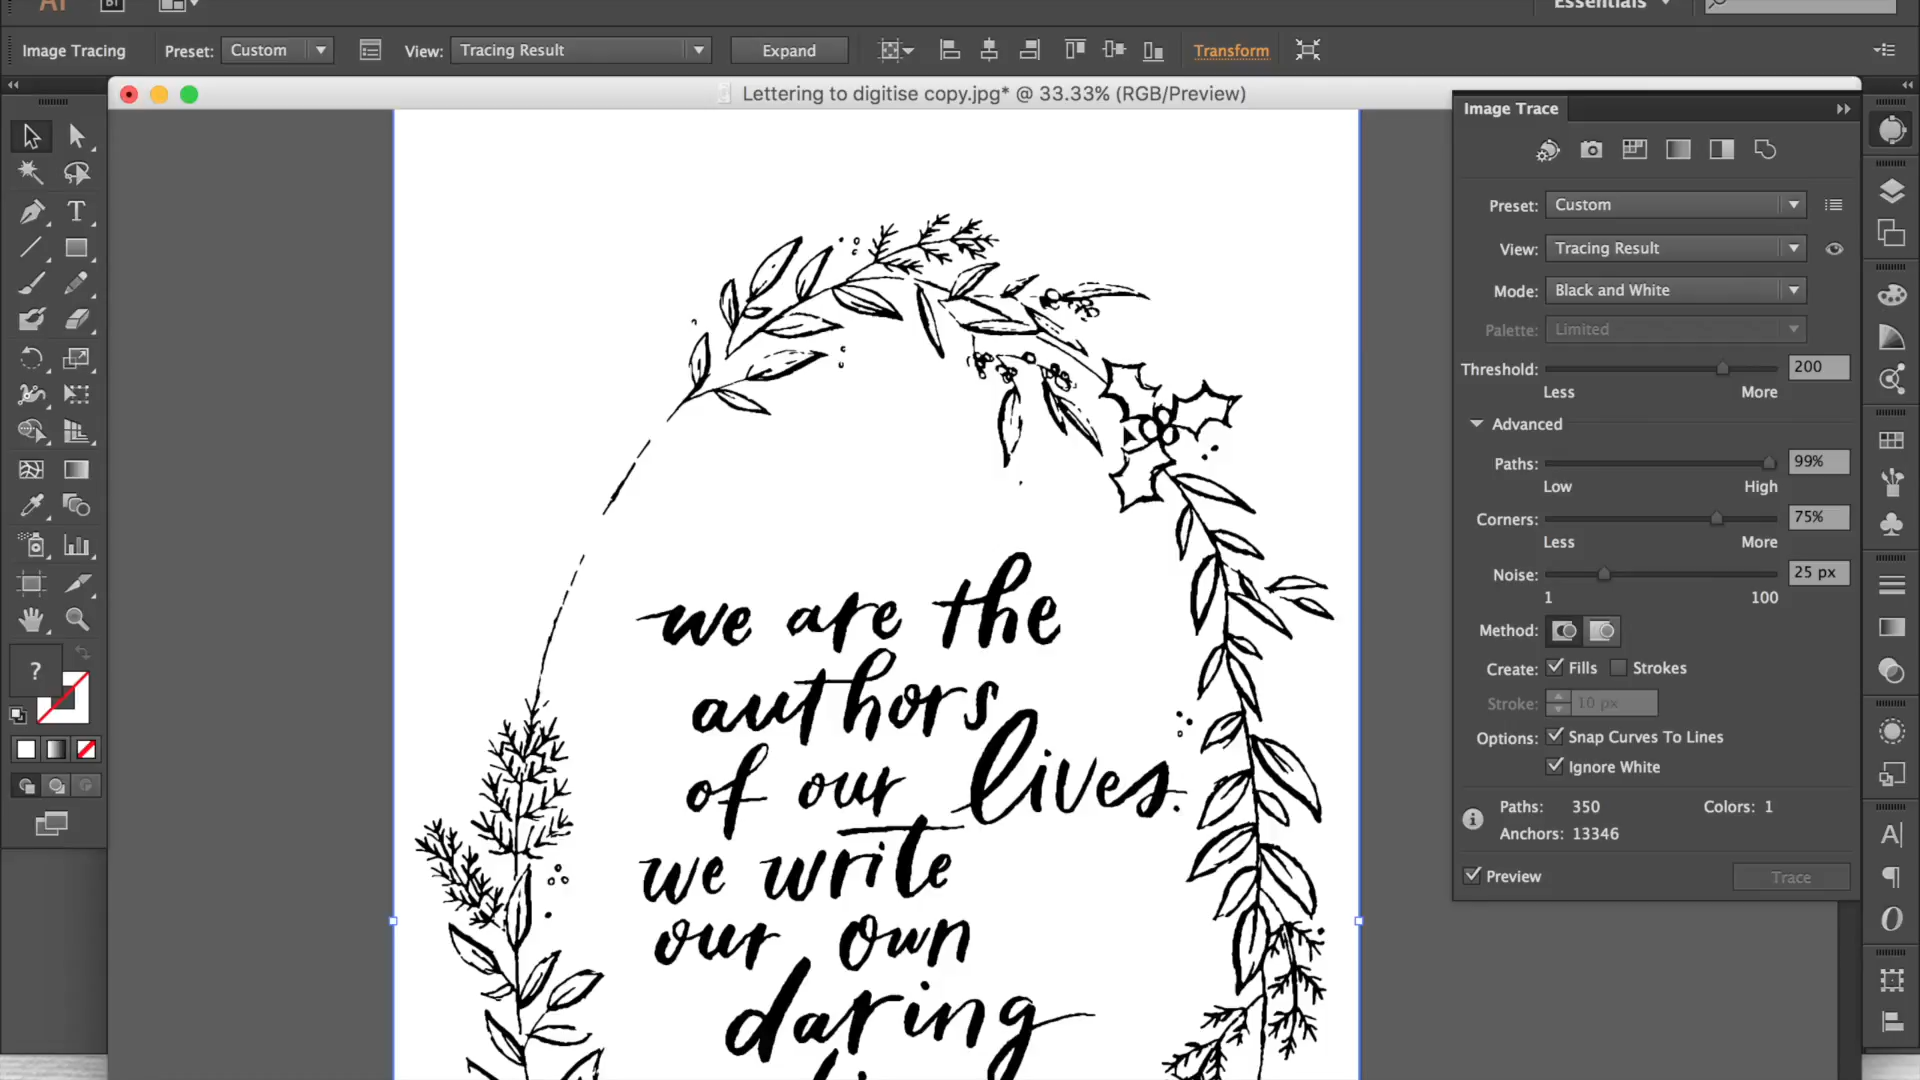 Ai Br Essentials
Image Tracing Preset: Custom View: Tracing Result Expand Transform
Lettering to digitise copy.jpg* @ 33.33% (RGB/Preview)
Image Trace
Preset: Custom
View: Tracing Result
Mode: Black and White
Palette: Limited
Threshold: 200
Less More
Advanced
Paths: 99%
Low High
Corners: 75%
Less More
Noise: 25 px
1 100
Method:
Create: Fills Strokes
Stroke: 10 px
Options: Snap Curves To Lines
Ignore White
Paths: 350 Colors: 1
Anchors: 13346
Preview Trace
we are the
authors
of our lives.
we write
our own
daring